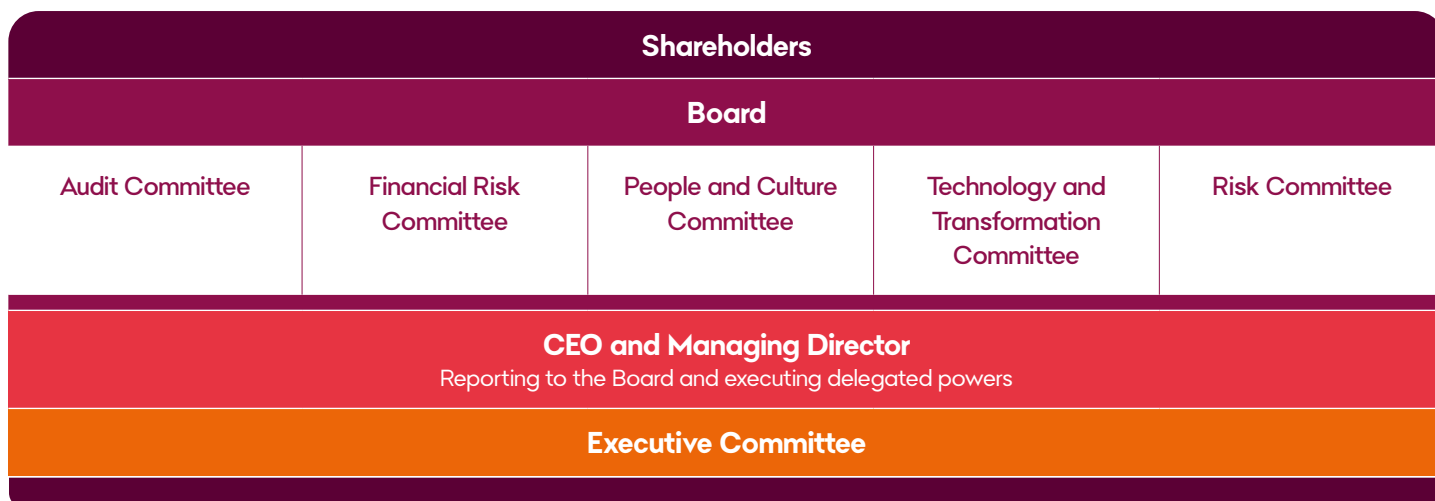 Shareholders
Board
Audit Committee
Financial Risk
Committee
People and Culture
Committee
Technology and
Transformation
Committee
Risk Committee
CEO and Managing Director
Reporting to the Board and executing delegated powers
Executive Committee